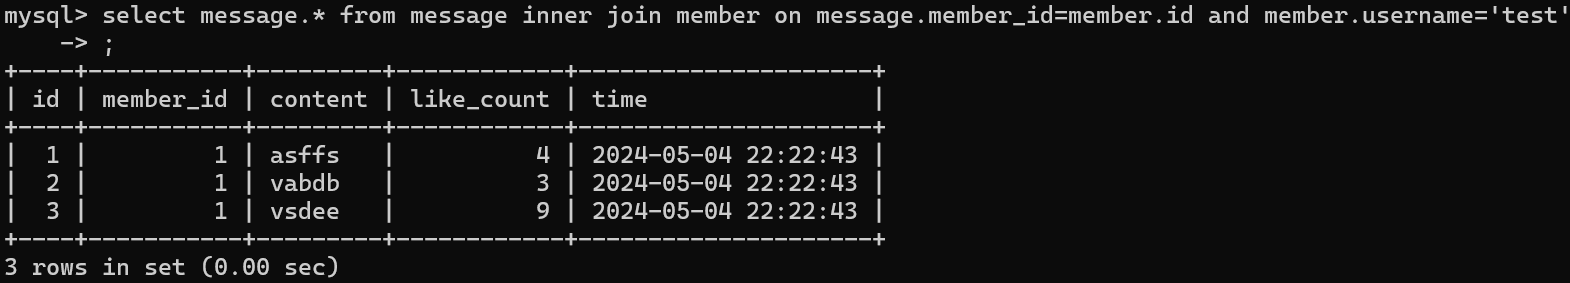 mysql> select message.* from message inner join member on message.member_id=member.id and member.username='test'
    -> ;
+----+-----------+---------+------------+---------------------+
| id | member_id | content | like_count | time                |
+----+-----------+---------+------------+---------------------+
|  1 |         1 | asffs   |          4 | 2024-05-04 22:22:43 |
|  2 |         1 | vabdb   |          3 | 2024-05-04 22:22:43 |
|  3 |         1 | vsdee   |          9 | 2024-05-04 22:22:43 |
+----+-----------+---------+------------+---------------------+
3 rows in set (0.00 sec)